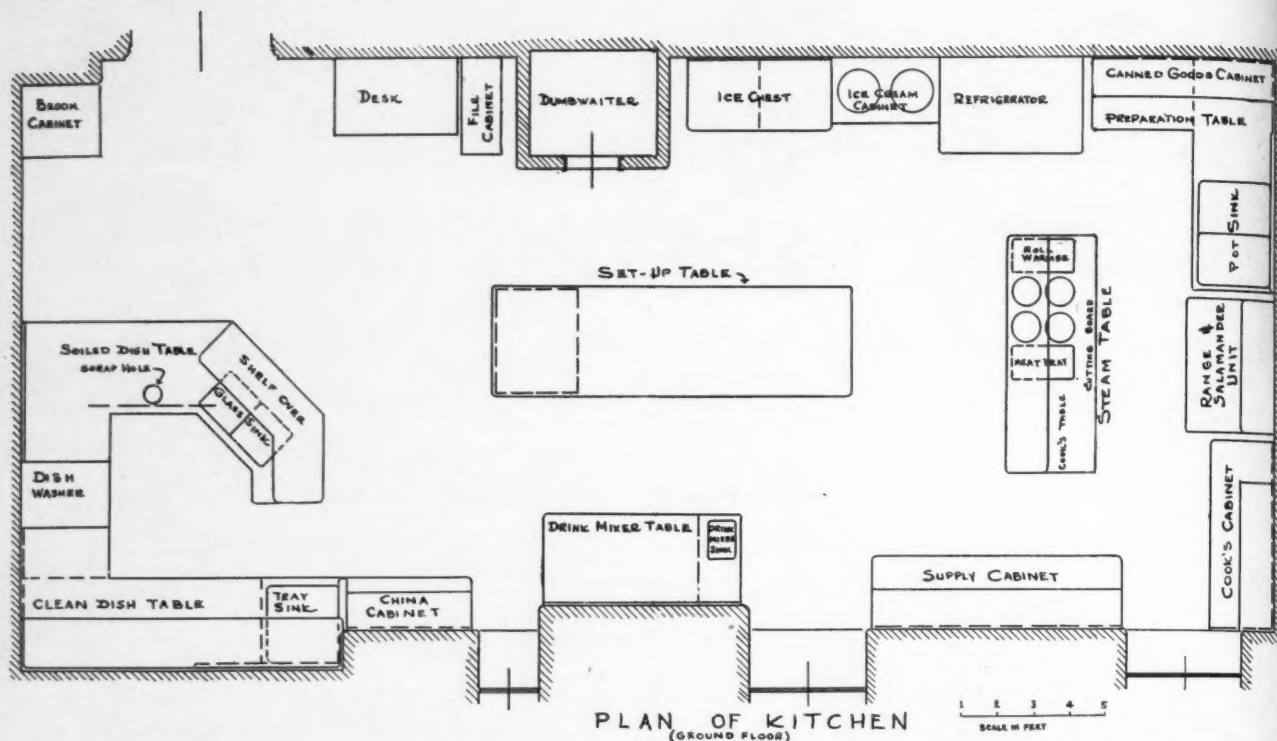 BROOM
CABINET
DESK
FILE
CABINET
DUMBWAITER
ICE CHEST
ICE CREAM
CABINET
REFRIGERATOR
CANNED GOODS CABINET
PREPARATION TABLE
POT SINK
ROLL
WARMER
MEAT TRAY
CUTTING BOARD
COOK'S TABLE
STEAM TABLE
RANGE &
SALAMANDER
UNIT
COOK'S CABINET
SET-UP TABLE
SOILED DISH TABLE
SCRAP HOLE
SHELF OVER
GLASS SINK
DISH
WASHER
CLEAN DISH TABLE
TRAY
SINK
CHINA
CABINET
DRINK MIXER TABLE
DRINK
MIXER
SINK
SUPPLY CABINET
PLAN OF KITCHEN
(GROUND FLOOR)
1 2 3 4 5
SCALE IN FEET